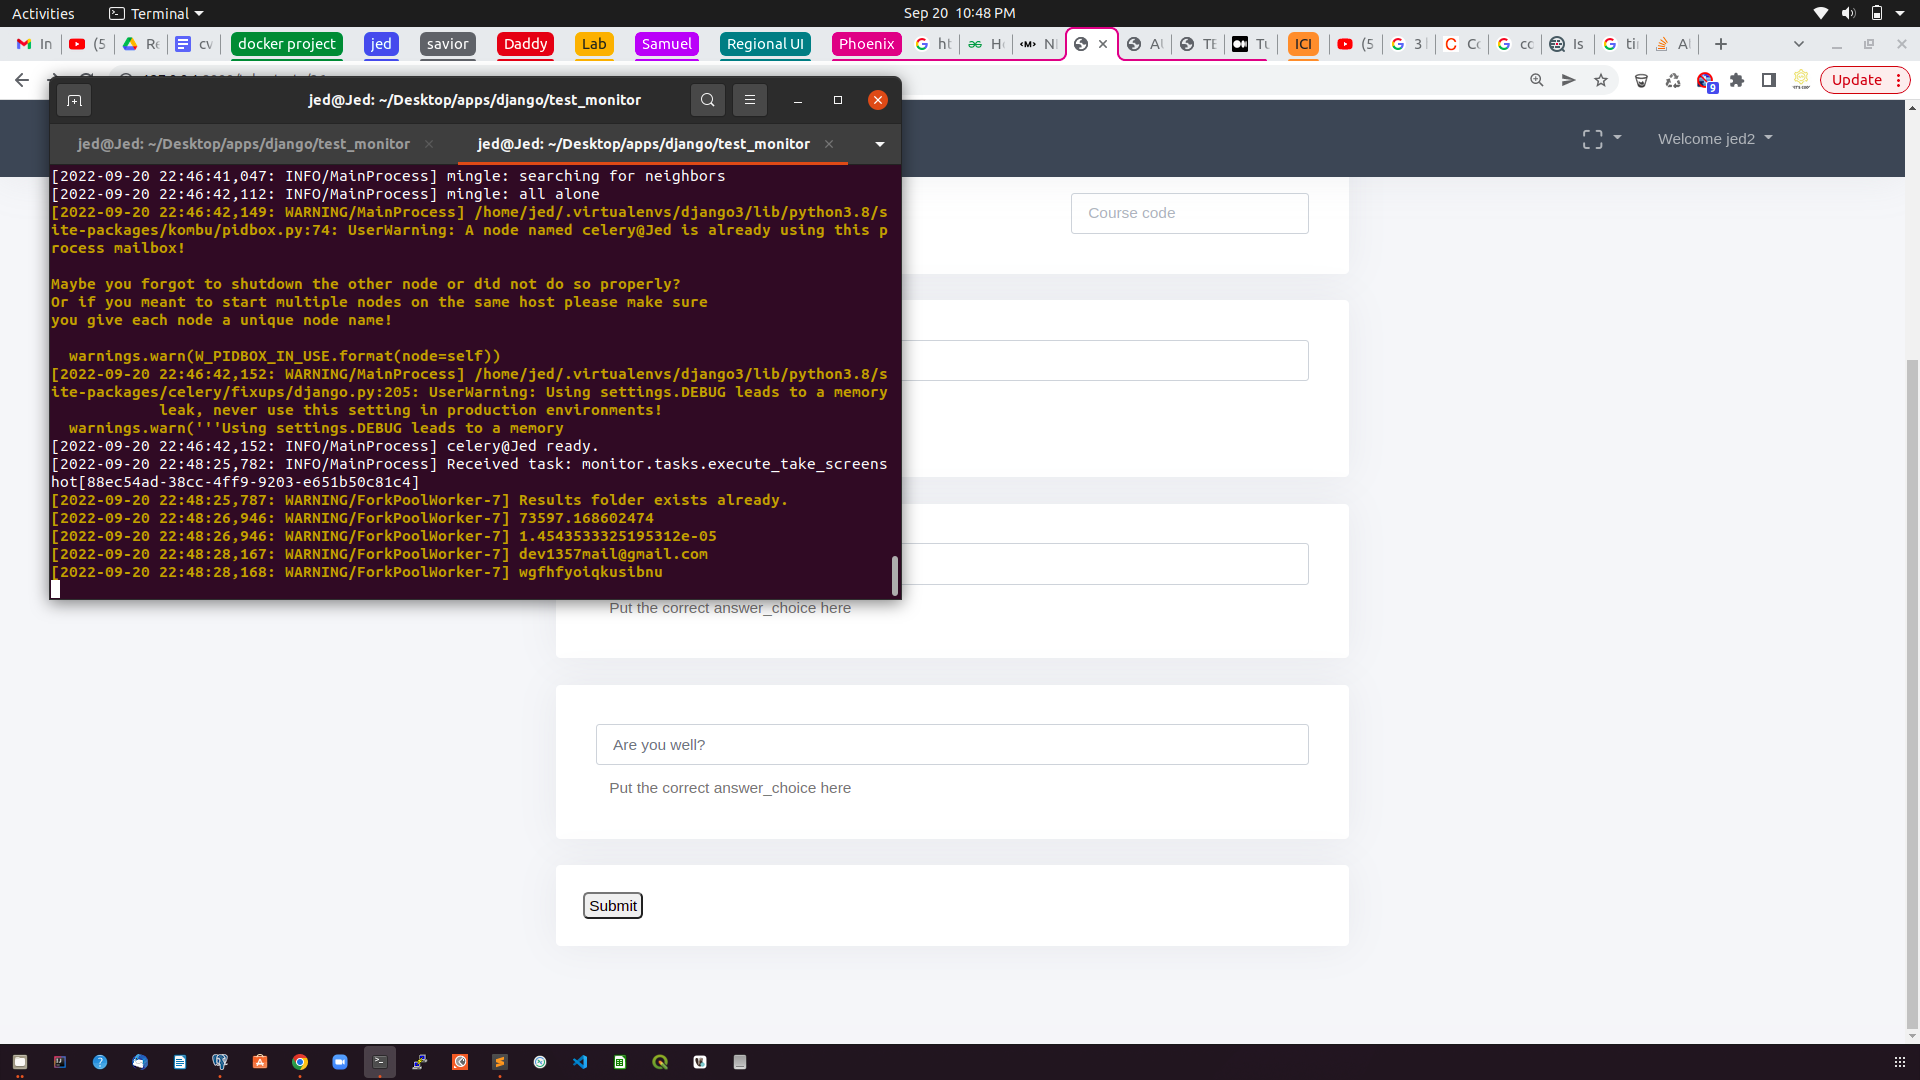 Activities
Terminal
Sep 20 10:48 PM
In
(5
Re
cv
docker project
jed
savior
Daddy
Lab
Samuel
Regional UI
Phoenix
ht
Ho
NI
Al
TE
Tu
ICI
(5
3 l
Co
co
Is
ti
Al
Update
9
jed@Jed: ~/Desktop/apps/django/test_monitor
jed@Jed: ~/Desktop/apps/django/test_monitor
jed@Jed: ~/Desktop/apps/django/test_monitor
Welcome jed2
[2022-09-20 22:46:41,047: INFO/MainProcess] mingle: searching for neighbors
[2022-09-20 22:46:42,112: INFO/MainProcess] mingle: all alone
[2022-09-20 22:46:42,149: WARNING/MainProcess] /home/jed/.virtualenvs/django3/lib/python3.8/s
ite-packages/kombu/pidbox.py:74: UserWarning: A node named celery@Jed is already using this p
rocess mailbox!
Maybe you forgot to shutdown the other node or did not do so properly?
Or if you meant to start multiple nodes on the same host please make sure
you give each node a unique node name!
warnings.warn(W_PIDBOX_IN_USE.format(node=self))
[2022-09-20 22:46:42,152: WARNING/MainProcess] /home/jed/.virtualenvs/django3/lib/python3.8/s
ite-packages/celery/fixups/django.py:205: UserWarning: Using settings.DEBUG leads to a memory
leak, never use this setting in production environments!
warnings.warn('''Using settings.DEBUG leads to a memory
[2022-09-20 22:46:42,152: INFO/MainProcess] celery@Jed ready.
[2022-09-20 22:48:25,782: INFO/MainProcess] Received task: monitor.tasks.execute_take_screens
hot[88ec54ad-38cc-4ff9-9203-e651b50c81c4]
[2022-09-20 22:48:25,787: WARNING/ForkPoolWorker-7] Results folder exists already.
[2022-09-20 22:48:26,946: WARNING/ForkPoolWorker-7] 73597.168602474
[2022-09-20 22:48:26,946: WARNING/ForkPoolWorker-7] 1.4543533325195312e-05
[2022-09-20 22:48:28,167: WARNING/ForkPoolWorker-7] dev1357mail@gmail.com
[2022-09-20 22:48:28,168: WARNING/ForkPoolWorker-7] wgfhfyoiqkusibnu
Course code
Put the correct answer_choice here
Are you well?
Put the correct answer_choice here
Submit